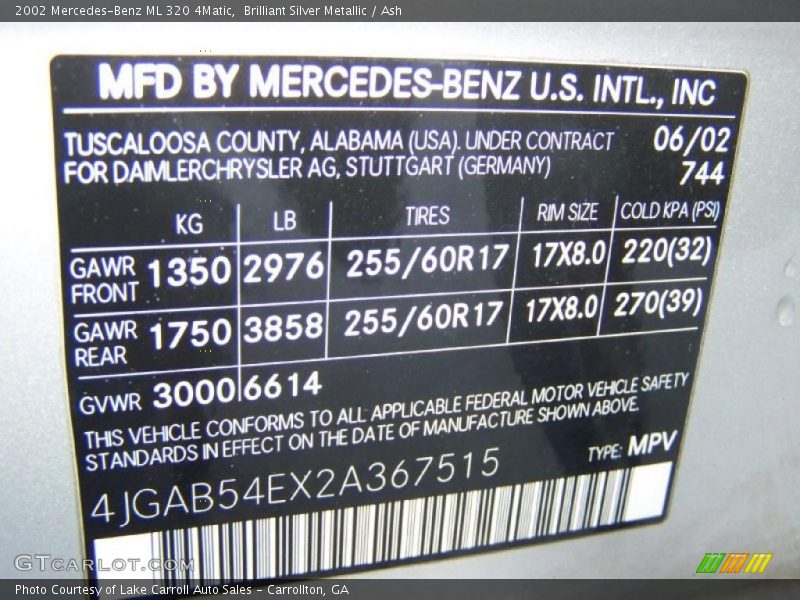 2002 Mercedes-Benz ML 320 4Matic, Brilliant Silver Metallic / Ash
MFD BY MERCEDES-BENZ U.S. INTL., INC
TUSCALOOSA COUNTY, ALABAMA (USA). UNDER CONTRACT 06/02
FOR DAIMLERCHRYSLER AG, STUTTGART (GERMANY) 744
KG LB TIRES RIM SIZE COLD KPA (PSI)
GAWR FRONT 1350 2976 255/60R17 17X8.0 220(32)
GAWR REAR 1750 3858 255/60R17 17X8.0 270(39)
GVWR 3000 6614
THIS VEHICLE CONFORMS TO ALL APPLICABLE FEDERAL MOTOR VEHICLE SAFETY
STANDARDS IN EFFECT ON THE DATE OF MANUFACTURE SHOWN ABOVE.
TYPE: MPV
4JGAB54EX2A367515
GTCarLot.com
Photo Courtesy of Lake Carroll Auto Sales - Carrollton, GA